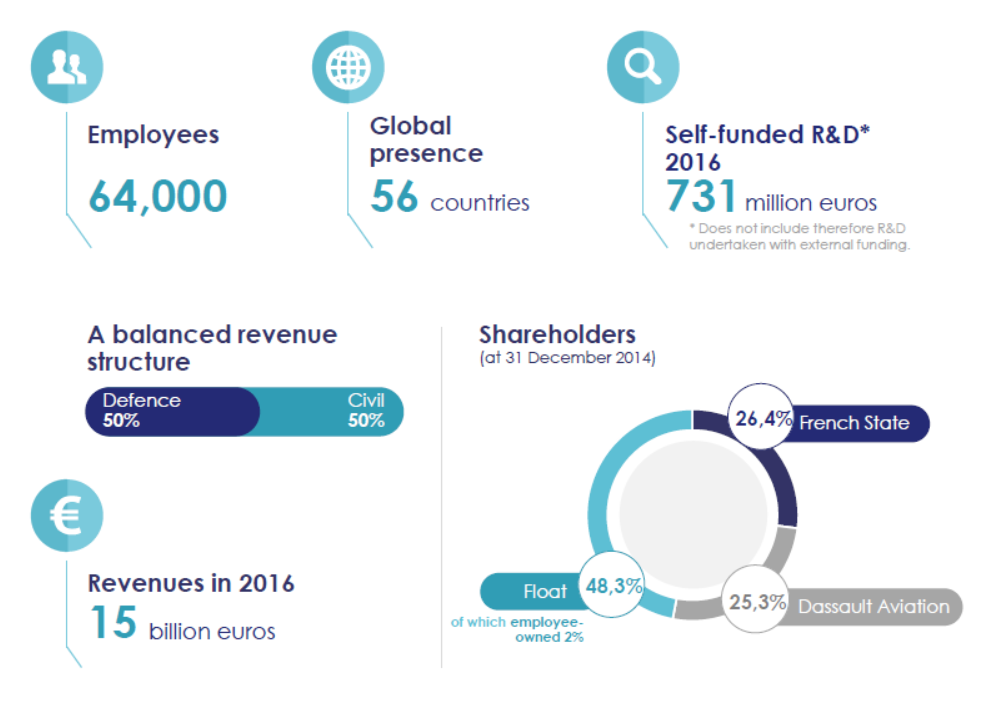 Employees
64,000
Global
presence
56 countries
Self-funded R&D*
2016
731 million euros
* Does not include therefore R&D
undertaken with external funding.
A balanced revenue
structure
Defence
50%
Civil
50%
€
Revenues in 2016
15 billion euros
Shareholders
(at 31 December 2014)
26,4% French State
25,3% Dassault Aviation
Float 48,3%
of which employee-
owned 2%